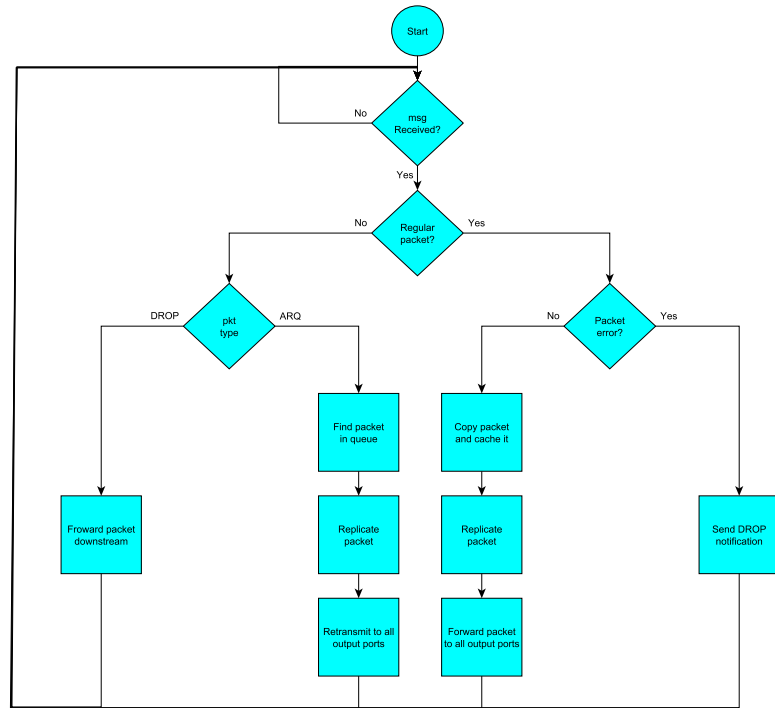 Start
No
msg
Received?
Yes
No
Regular
packet?
Yes
DROP
pkt
type
ARQ
No
Packet
error?
Yes
Find packet
in queue
Copy packet
and cache it
Froward packet
downstream
Replicate
packet
Replicate
packet
Send DROP
notification
Retransmit to all
output ports
Forward packet
to all output ports